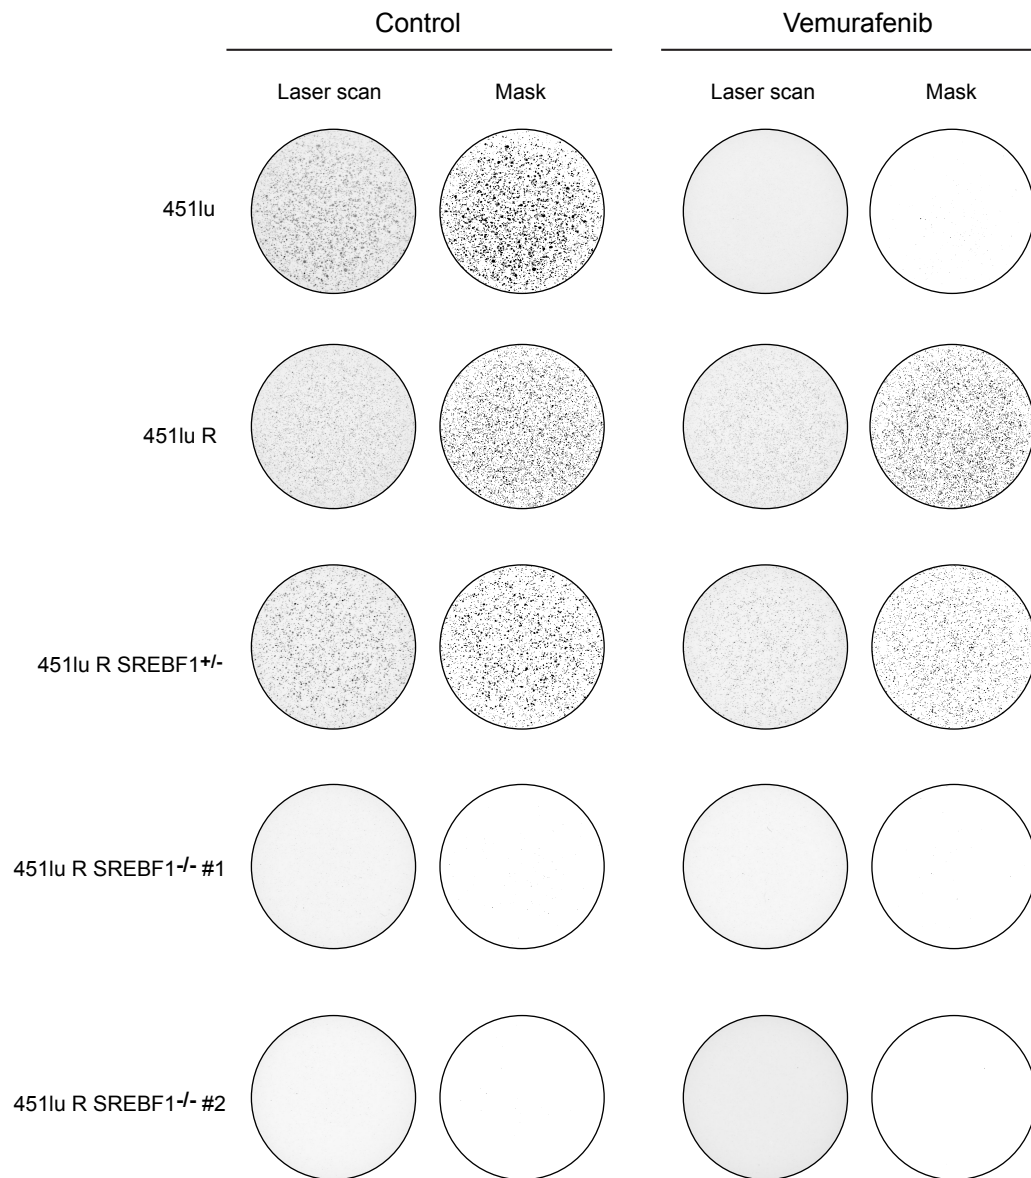 Control Vemurafenib
Laser scan Mask Laser scan Mask
451lu
451lu R
451lu R SREBF1+/-
451lu R SREBF1-/- #1
451lu R SREBF1-/- #2